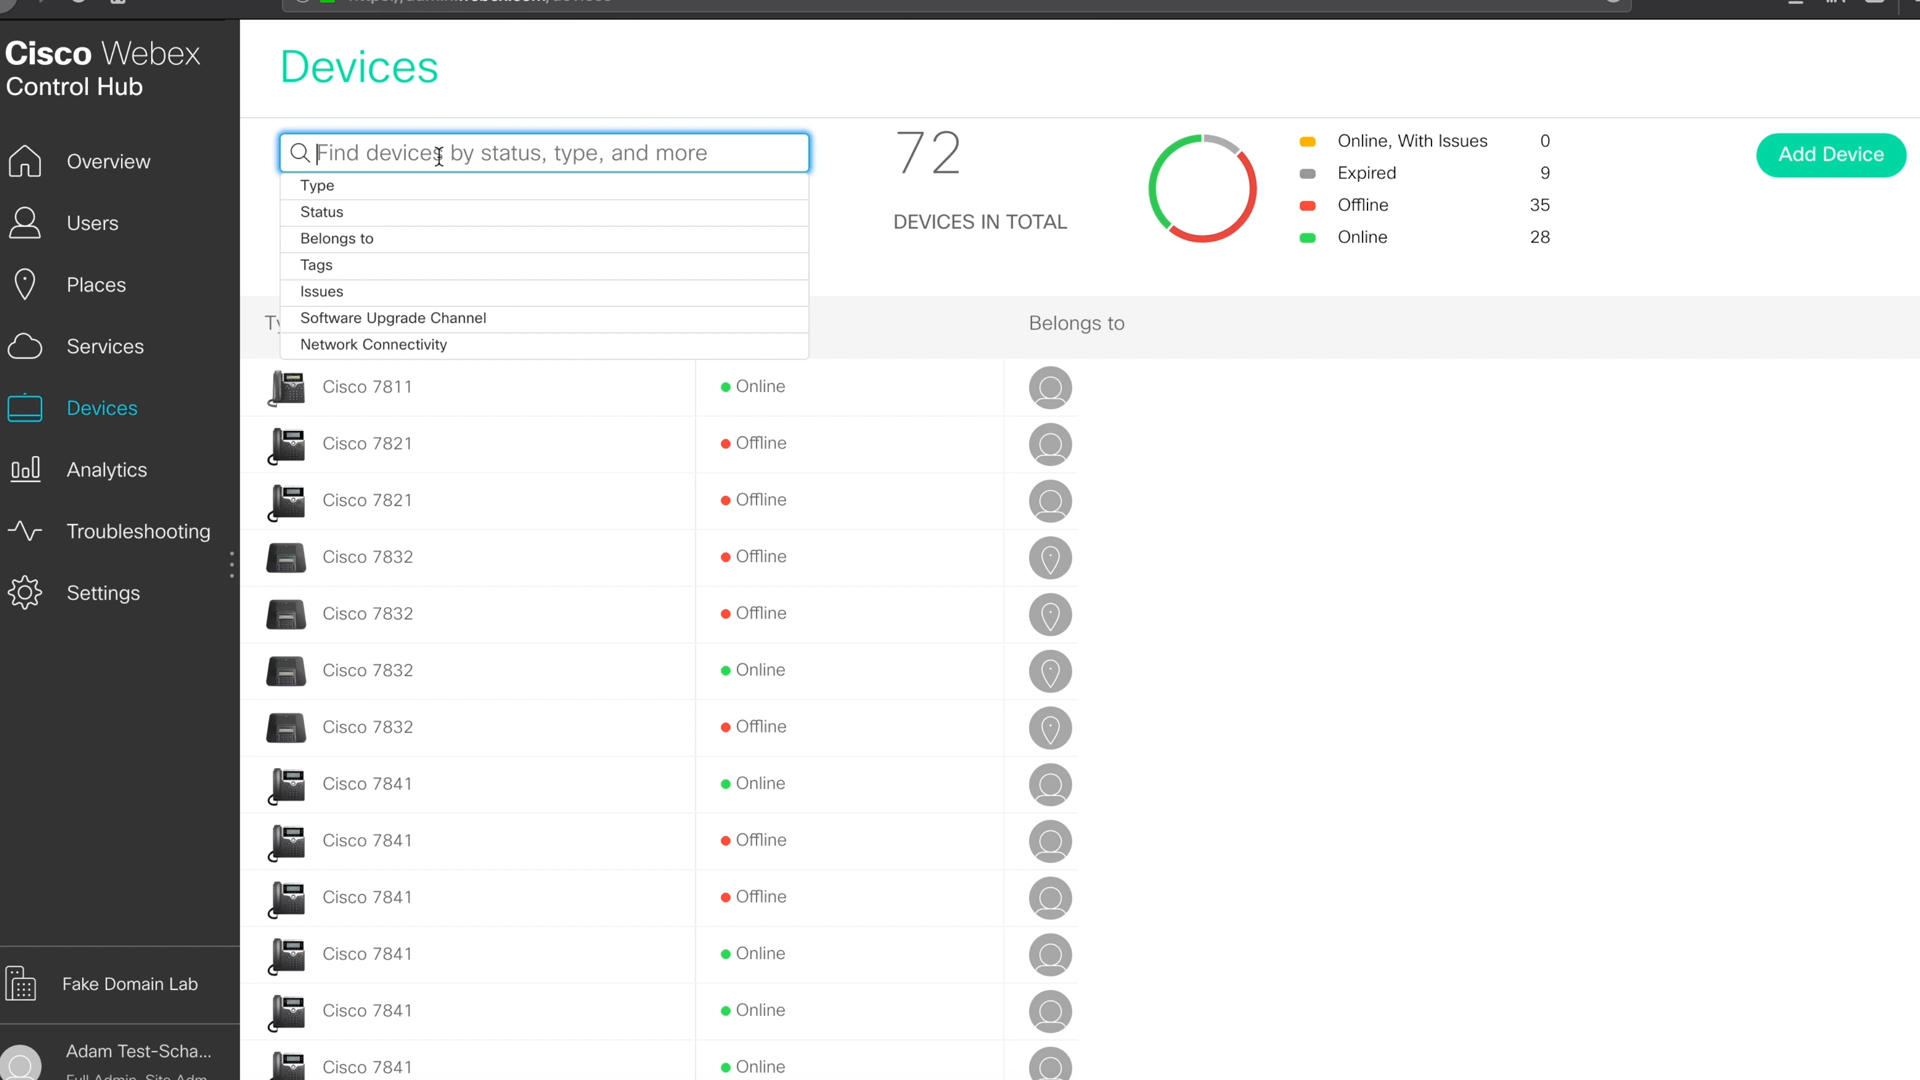 Cisco Webex
Control Hub
Overview
Users
Places
Services
Devices
Analytics
Troubleshooting
Settings
Fake Domain Lab
Adam Test-Scha...
Devices
Find devices by status, type, and more
Type
Status
Belongs to
Tags
Issues
Software Upgrade Channel
Network Connectivity
72
DEVICES IN TOTAL
Online, With Issues 0
Expired 9
Offline 35
Online 28
Add Device
Belongs to
Cisco 7811 Online
Cisco 7821 Offline
Cisco 7821 Offline
Cisco 7832 Offline
Cisco 7832 Offline
Cisco 7832 Online
Cisco 7832 Offline
Cisco 7841 Online
Cisco 7841 Offline
Cisco 7841 Offline
Cisco 7841 Online
Cisco 7841 Online
Cisco 7841 Online